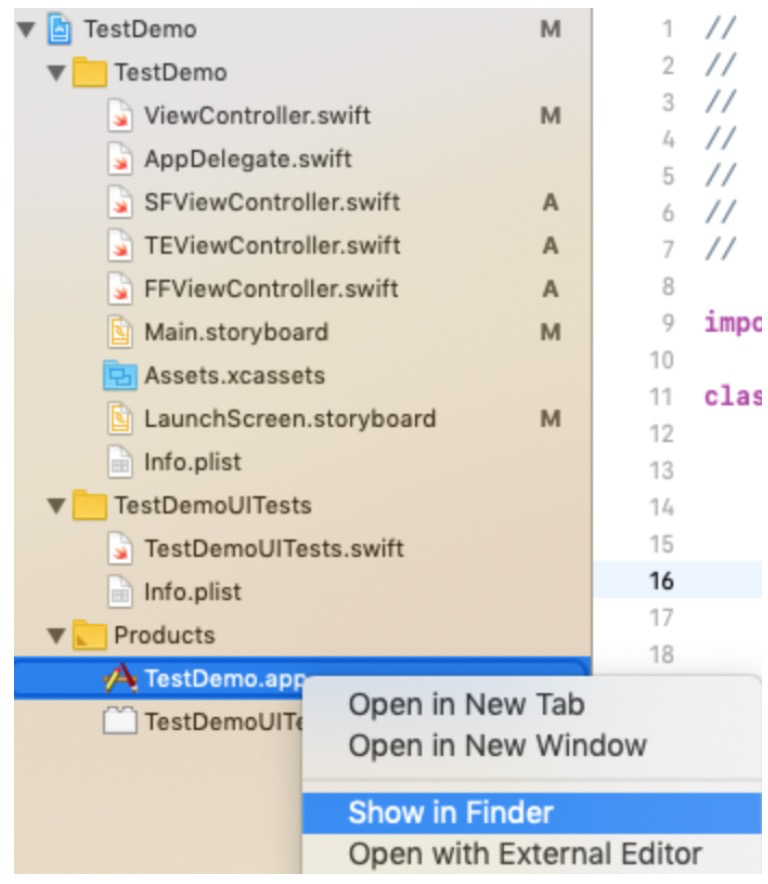 TestDemo M
TestDemo
ViewController.swift M
AppDelegate.swift
SFViewController.swift A
TEViewController.swift A
FFViewController.swift A
Main.storyboard M
Assets.xcassets
LaunchScreen.storyboard M
Info.plist
TestDemoUITests
TestDemoUITests.swift
Info.plist
Products
TestDemo.app
TestDemoUITe
Open in New Tab
Open in New Window
Show in Finder
Open with External Editor
1 //
2 //
3 //
4 //
5 //
6 //
7 //
8
9 impo
10
11 clas
12
13
14
15
16
17
18